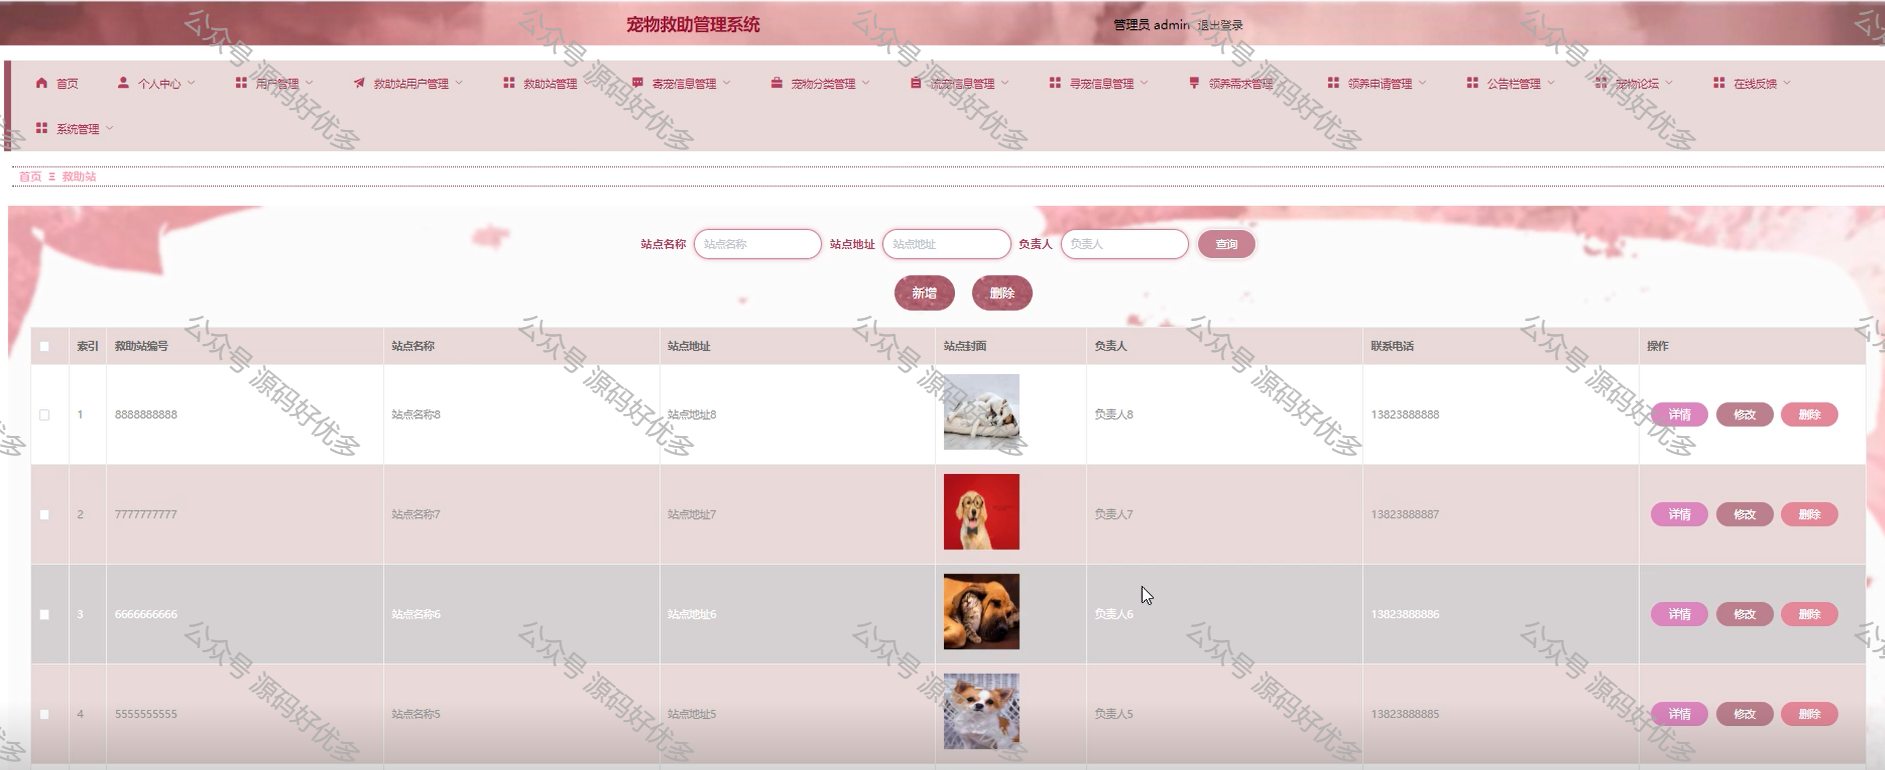 宠物救助管理系统
管理员 admin 退出登录
首页 个人中心 用户管理 救助站用户管理 救助站管理 寄宠信息管理 宠物分类管理 流宠信息管理 寻宠信息管理 领养需求管理 领养申请管理 公告栏管理 宠物论坛 在线反馈
系统管理
首页 Ξ 救助站
站点名称 站点名称 站点地址 站点地址 负责人 负责人 查询
新增 删除
索引 救助站编号 站点名称 站点地址 站点封面 负责人 联系电话 操作
1 8888888888 站点名称8 站点地址8 负责人8 13823888888 详情 修改 删除
2 7777777777 站点名称7 站点地址7 负责人7 13823888887 详情 修改 删除
3 6666666666 站点名称6 站点地址6 负责人6 13823888886 详情 修改 删除
4 5555555555 站点名称5 站点地址5 负责人5 13823888885 详情 修改 删除
公众号 源码好优多